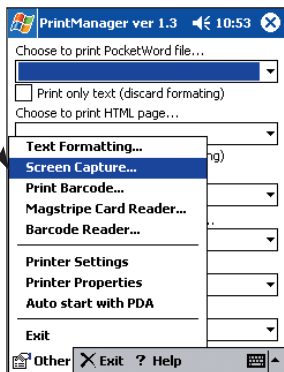 PrintManager ver 1.3 10:53
Choose to print PocketWord file...
Print only text (discard formating)
Choose to print HTML page...
Text Formatting...
ng)
Screen Capture...
Print Barcode...
Magstripe Card Reader...
Barcode Reader...
Printer Settings
Printer Properties
Auto start with PDA
Exit
Other Exit ? Help